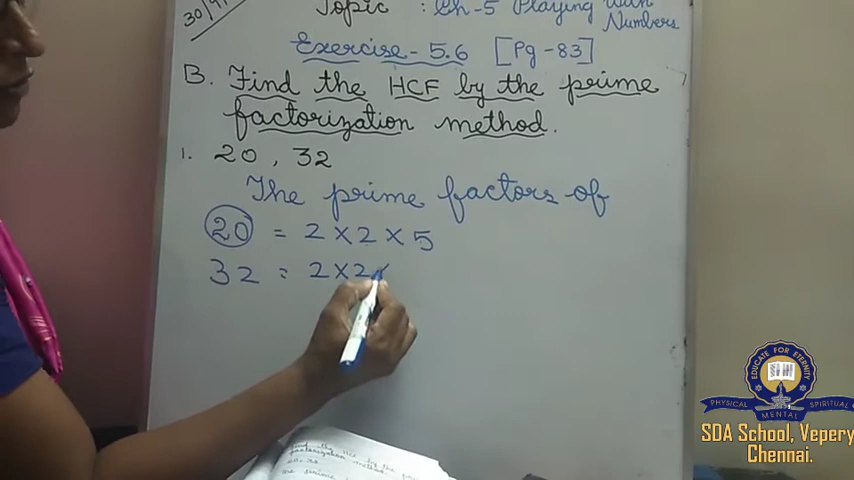 Topic : Ch-5 Playing With
Numbers
Exercise - 5.6 [Pg - 83]
B. Find the HCF by the prime
factorization method.
1. 20 , 32
The prime factors of
20 = 2 × 2 × 5
32 = 2 × 2 ×
EDUCATE FOR ETERNITY
PHYSICAL MENTAL SPIRITUAL
SDA School, Vepery
Chennai.